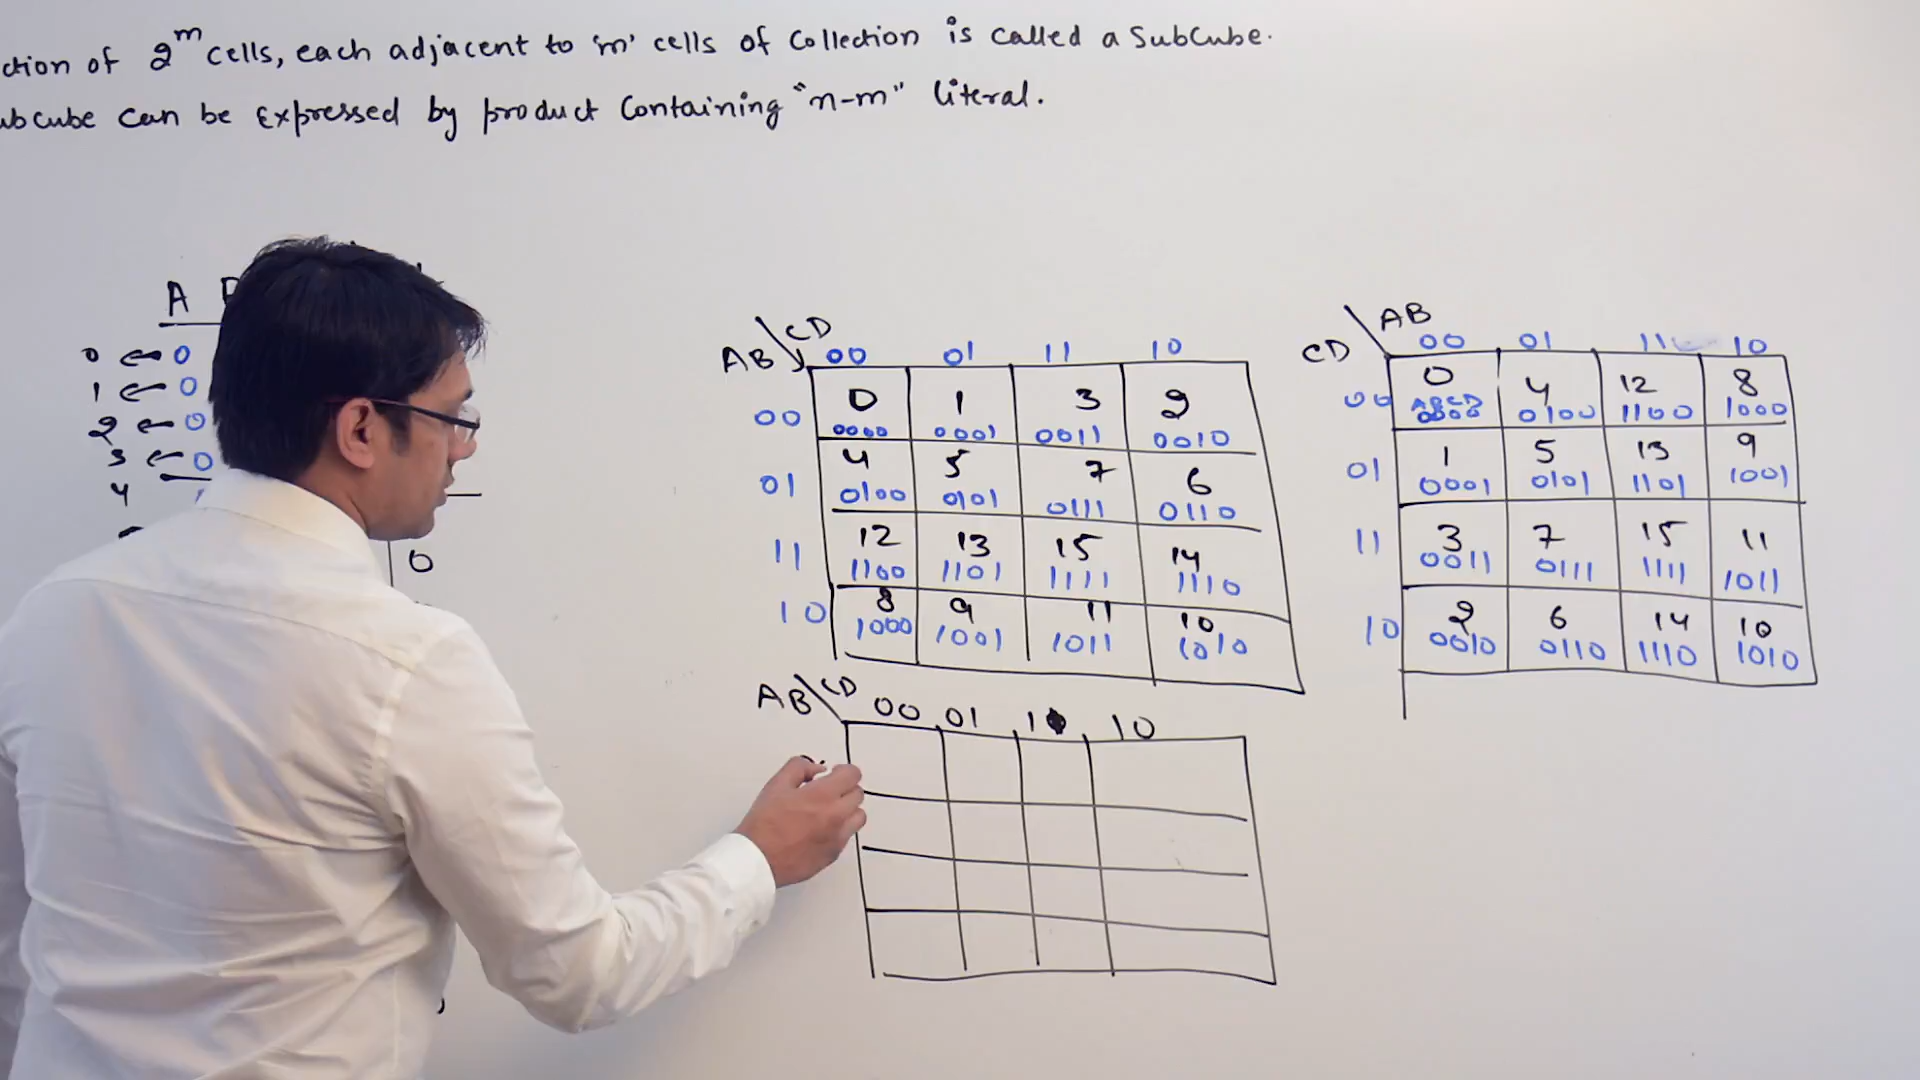 ction of 2^m cells, each adjacent to 'm' cells of Collection is called a SubCube.
ubcube can be Expressed by product Containing "n-m" literal.
A
0 ← 0
1 ← 0
2 ← 0
3 ← 0
4
0
AB \ CD
00 01 11 10
00 0 1 3 2
0000 0001 0011 0010
01 4 5 7 6
0100 0101 0111 0110
11 12 13 15 14
1100 1101 1111 1110
10 8 9 11 10
1000 1001 1011 1010
CD \ AB
00 01 11 10
00 0 4 12 8
ABCD
0000 0100 1100 1000
01 1 5 13 9
0001 0101 1101 1001
11 3 7 15 11
0011 0111 1111 1011
10 2 6 14 10
0010 0110 1110 1010
AB \ CD
00 01 1 10